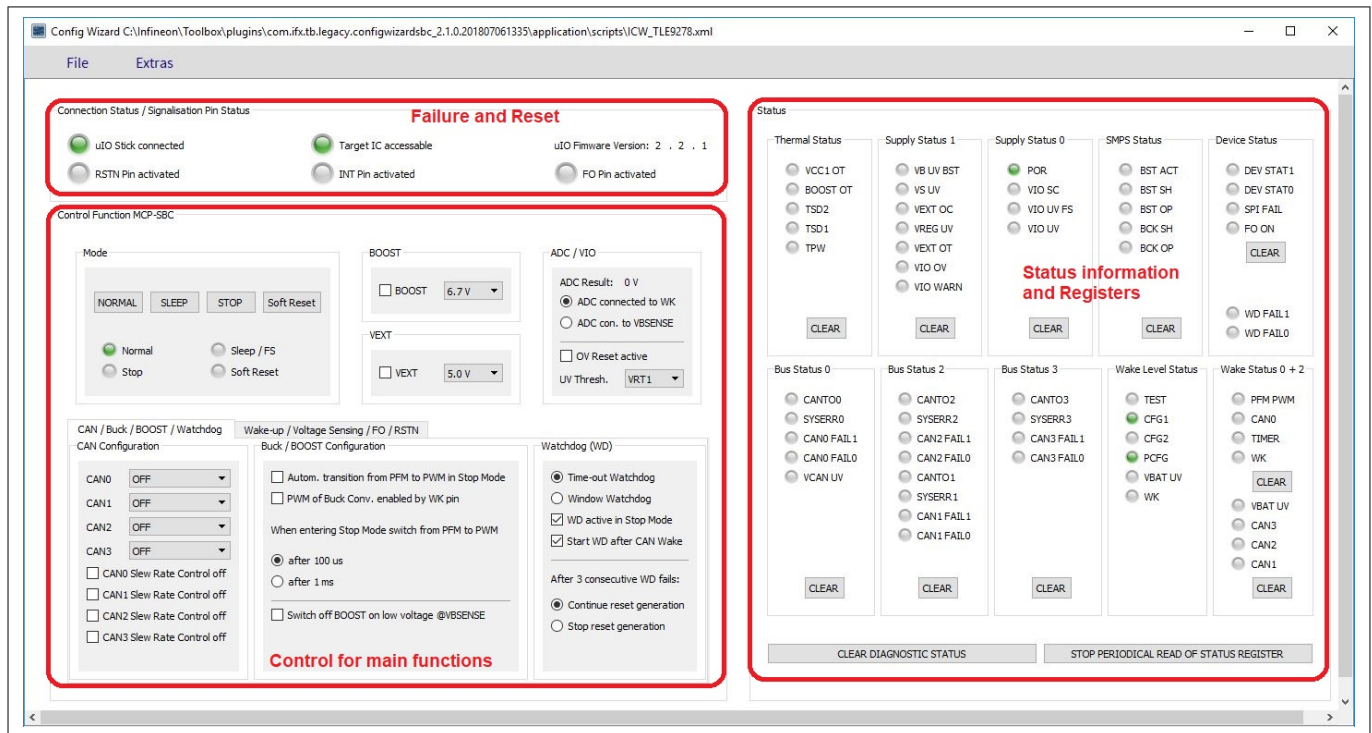 Config Wizard C:\Infineon\Toolbox\plugins\com.ifx.tb.legacy.configwizardsbc_2.1.0.201807061335\application\scripts\ICW_TLE9278.xml
File Extras
Connection Status / Signalisation Pin Status
Failure and Reset
uIO Stick connected
Target IC accessable
uIO Fimware Version: 2 . 2 . 1
RSTN Pin activated
INT Pin activated
FO Pin activated
Control Function MCP-SBC
Mode
NORMAL
SLEEP
STOP
Soft Reset
Normal
Sleep / FS
Stop
Soft Reset
BOOST
BOOST
6.7 V
VEXT
VEXT
5.0 V
ADC / VIO
ADC Result: 0 V
ADC connected to WK
ADC con. to VBSENSE
OV Reset active
UV Thresh. VRT1
CAN / Buck / BOOST / Watchdog
Wake-up / Voltage Sensing / FO / RSTN
CAN Configuration
CAN0 OFF
CAN1 OFF
CAN2 OFF
CAN3 OFF
CAN0 Slew Rate Control off
CAN1 Slew Rate Control off
CAN2 Slew Rate Control off
CAN3 Slew Rate Control off
Buck / BOOST Configuration
Autom. transition from PFM to PWM in Stop Mode
PWM of Buck Conv. enabled by WK pin
When entering Stop Mode switch from PFM to PWM
after 100 us
after 1 ms
Switch off BOOST on low voltage @VBSENSE
Control for main functions
Watchdog (WD)
Time-out Watchdog
Window Watchdog
WD active in Stop Mode
Start WD after CAN Wake
After 3 consecutive WD fails:
Continue reset generation
Stop reset generation
Status
Thermal Status
VCC1 OT
BOOST OT
TSD2
TSD1
TPW
CLEAR
Supply Status 1
VB UV BST
VS UV
VEXT OC
VREG UV
VEXT OT
VIO OV
VIO WARN
CLEAR
Supply Status 0
POR
VIO SC
VIO UV FS
VIO UV
CLEAR
SMPS Status
BST ACT
BST SH
BST OP
BCK SH
BCK OP
CLEAR
Status information
and Registers
Device Status
DEV STAT1
DEV STAT0
SPI FAIL
FO ON
CLEAR
WD FAIL1
WD FAIL0
Bus Status 0
CANTO0
SYSERR0
CAN0 FAIL1
CAN0 FAIL0
VCAN UV
CLEAR
Bus Status 2
CANTO2
SYSERR2
CAN2 FAIL1
CAN2 FAIL0
CANTO1
SYSERR1
CAN1 FAIL1
CAN1 FAIL0
CLEAR
Bus Status 3
CANTO3
SYSERR3
CAN3 FAIL1
CAN3 FAIL0
CLEAR
Wake Level Status
TEST
CFG1
CFG2
PCFG
VBAT UV
WK
Wake Status 0 + 2
PFM PWM
CAN0
TIMER
WK
CLEAR
VBAT UV
CAN3
CAN2
CAN1
CLEAR
CLEAR DIAGNOSTIC STATUS
STOP PERIODICAL READ OF STATUS REGISTER